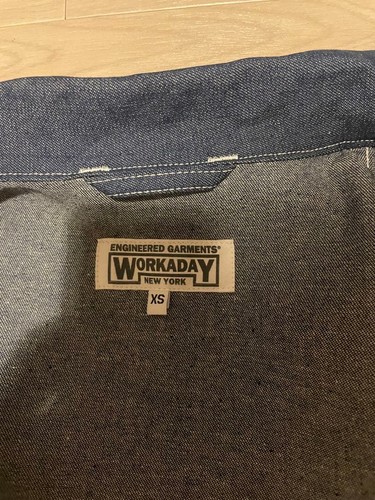 ENGINEERED GARMENTS®
WORKADAY
NEW YORK
XS